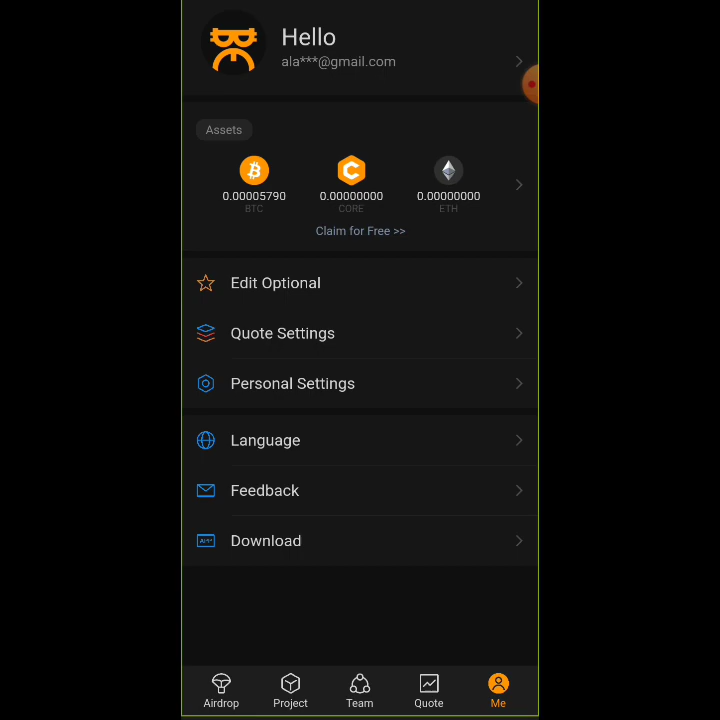 Hello
ala***@gmail.com
Assets
0.00005790 0.00000000 0.00000000
BTC CORE ETH
Claim for Free >>
Edit Optional
Quote Settings
Personal Settings
Language
Feedback
Download
Airdrop Project Team Quote Me